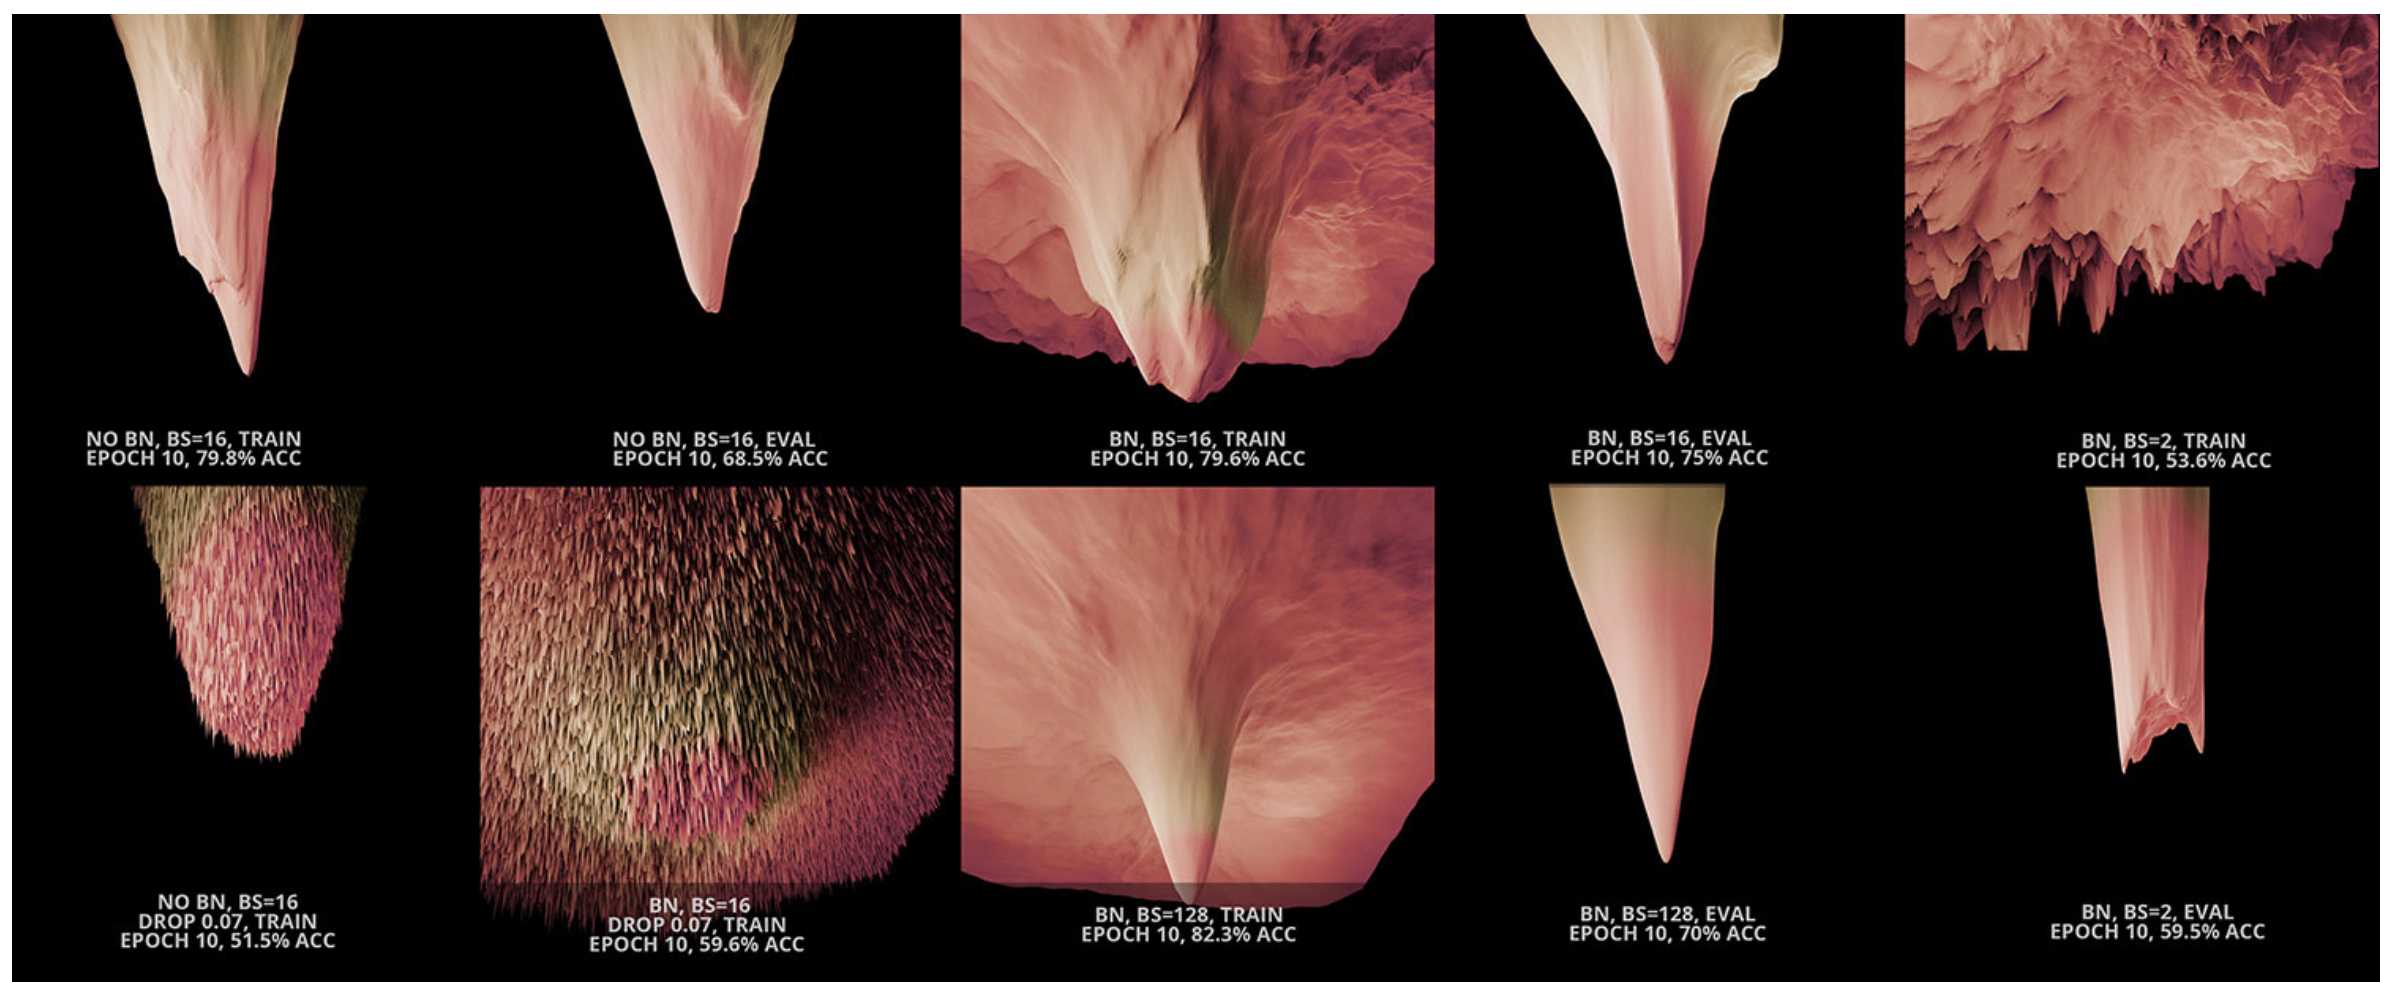 NO BN, BS=16, TRAIN
EPOCH 10, 79.8% ACC
NO BN, BS=16, EVAL
EPOCH 10, 68.5% ACC
BN, BS=16, TRAIN
EPOCH 10, 79.6% ACC
BN, BS=16, EVAL
EPOCH 10, 75% ACC
BN, BS=2, TRAIN
EPOCH 10, 53.6% ACC
NO BN, BS=16
DROP 0.07, TRAIN
EPOCH 10, 51.5% ACC
BN, BS=16
DROP 0.07, TRAIN
EPOCH 10, 59.6% ACC
BN, BS=128, TRAIN
EPOCH 10, 82.3% ACC
BN, BS=128, EVAL
EPOCH 10, 70% ACC
BN, BS=2, EVAL
EPOCH 10, 59.5% ACC